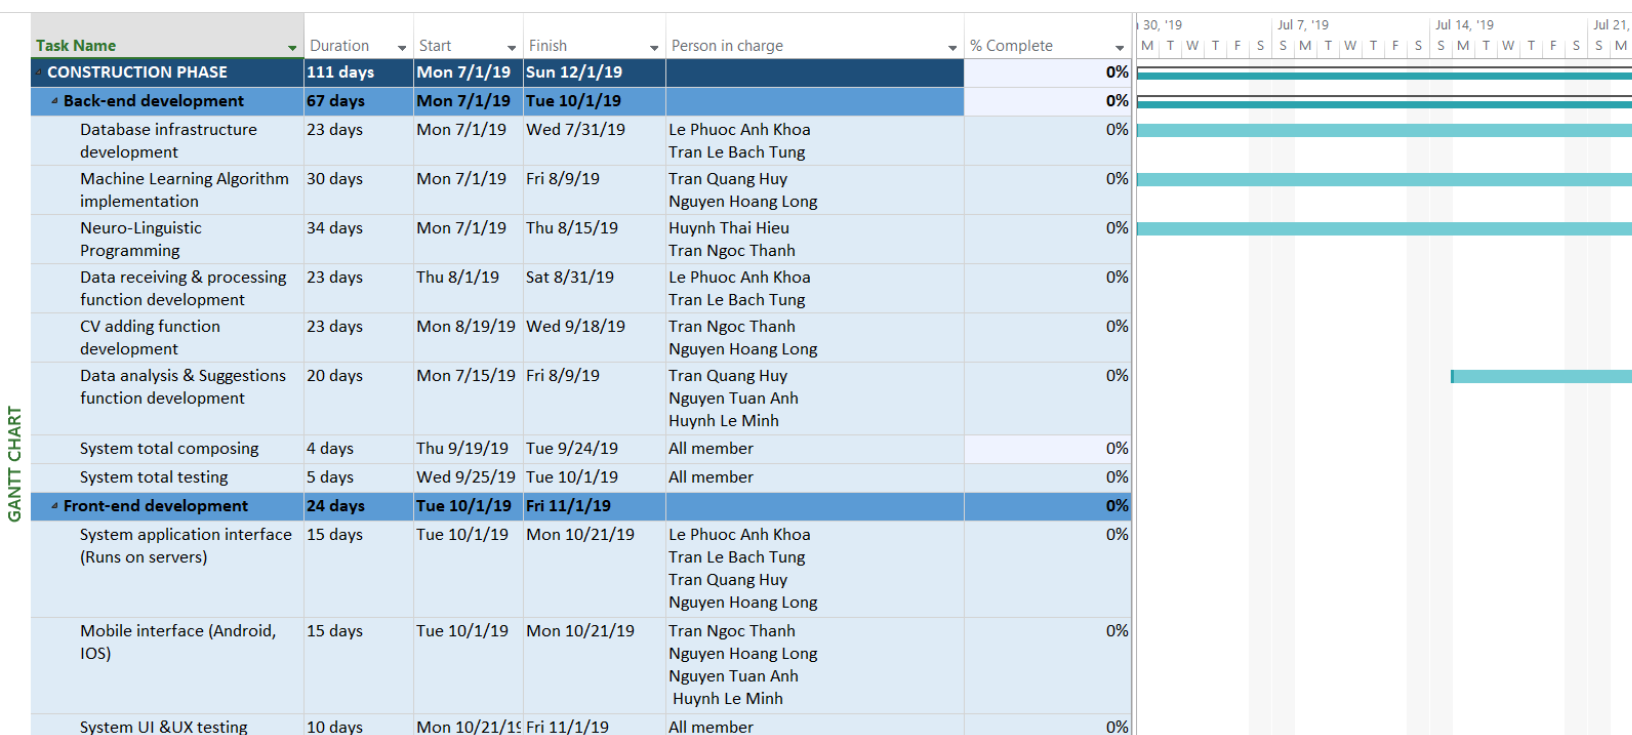 Task Name Duration Start Finish Person in charge % Complete
30, '19 Jul 7, '19 Jul 14, '19 Jul 21,
M T W T F S S M T W T F S S M T W T F S S M
CONSTRUCTION PHASE 111 days Mon 7/1/19 Sun 12/1/19 0%
Back-end development 67 days Mon 7/1/19 Tue 10/1/19 0%
Database infrastructure 23 days Mon 7/1/19 Wed 7/31/19 Le Phuoc Anh Khoa 0%
development Tran Le Bach Tung
Machine Learning Algorithm 30 days Mon 7/1/19 Fri 8/9/19 Tran Quang Huy 0%
implementation Nguyen Hoang Long
Neuro-Linguistic 34 days Mon 7/1/19 Thu 8/15/19 Huynh Thai Hieu 0%
Programming Tran Ngoc Thanh
Data receiving & processing 23 days Thu 8/1/19 Sat 8/31/19 Le Phuoc Anh Khoa 0%
function development Tran Le Bach Tung
CV adding function 23 days Mon 8/19/19 Wed 9/18/19 Tran Ngoc Thanh 0%
development Nguyen Hoang Long
Data analysis & Suggestions 20 days Mon 7/15/19 Fri 8/9/19 Tran Quang Huy 0%
function development Nguyen Tuan Anh
Huynh Le Minh
System total composing 4 days Thu 9/19/19 Tue 9/24/19 All member 0%
System total testing 5 days Wed 9/25/19 Tue 10/1/19 All member 0%
Front-end development 24 days Tue 10/1/19 Fri 11/1/19 0%
System application interface 15 days Tue 10/1/19 Mon 10/21/19 Le Phuoc Anh Khoa 0%
(Runs on servers) Tran Le Bach Tung
Tran Quang Huy
Nguyen Hoang Long
Mobile interface (Android, 15 days Tue 10/1/19 Mon 10/21/19 Tran Ngoc Thanh 0%
IOS) Nguyen Hoang Long
Nguyen Tuan Anh
Huynh Le Minh
System UI &UX testing 10 days Mon 10/21/19 Fri 11/1/19 All member 0%
GANTT CHART